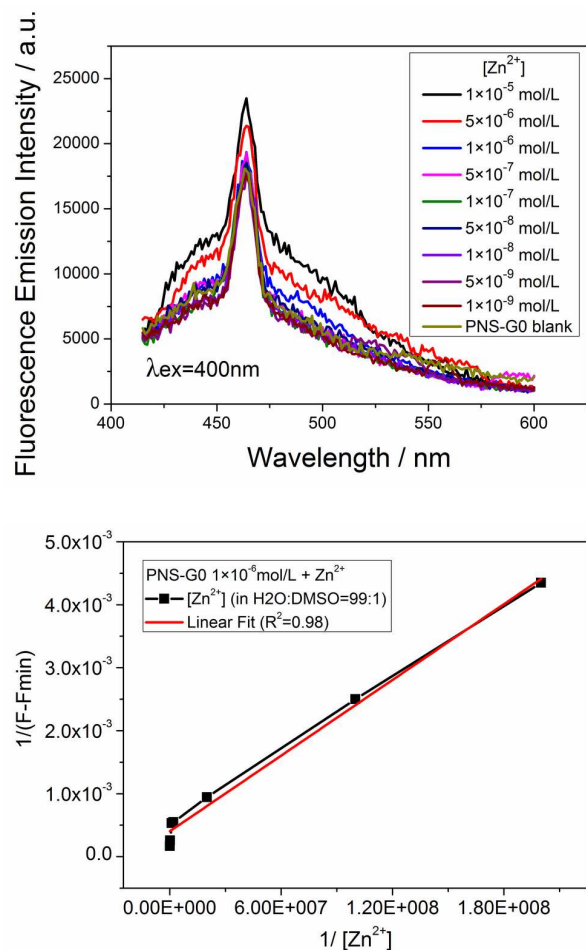 Fluorescence Emission Intensity / a.u.
25000
20000
15000
10000
5000
0
[Zn²⁺]
1×10⁻⁵ mol/L
5×10⁻⁶ mol/L
1×10⁻⁶ mol/L
5×10⁻⁷ mol/L
1×10⁻⁷ mol/L
5×10⁻⁸ mol/L
1×10⁻⁸ mol/L
5×10⁻⁹ mol/L
1×10⁻⁹ mol/L
PNS-G0 blank
λex=400nm
400 450 500 550 600
Wavelength / nm
1/(F-Fmin)
5.0x10⁻³
4.0x10⁻³
3.0x10⁻³
2.0x10⁻³
1.0x10⁻³
0.0
PNS-G0 1×10⁻⁶mol/L + Zn²⁺
[Zn²⁺] (in H2O:DMSO=99:1)
Linear Fit (R²=0.98)
0.00E+000 6.00E+007 1.20E+008 1.80E+008
1/ [Zn²⁺]